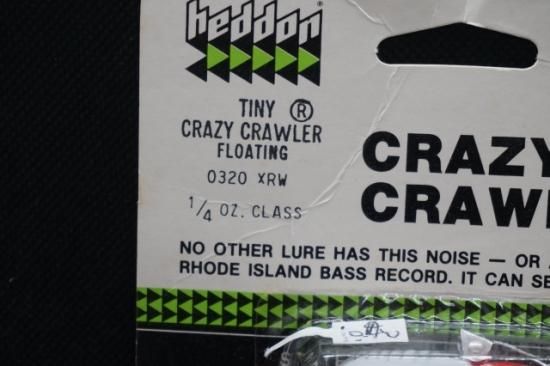 heddon®
TINY ®
CRAZY CRAWLER
FLOATING
0320 XRW
1/4 OZ. CLASS
CRAZY
CRAW
NO OTHER LURE HAS THIS NOISE — OR
RHODE ISLAND BASS RECORD. IT CAN SE